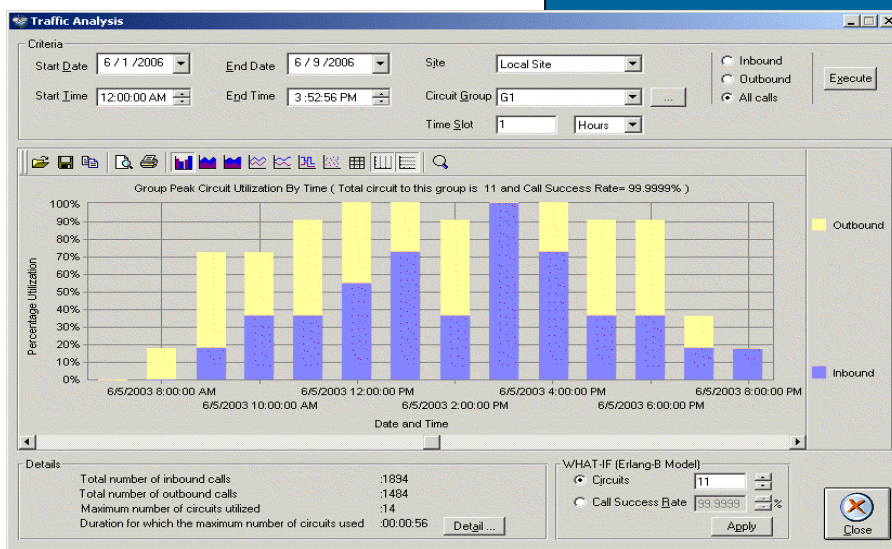 Traffic Analysis
Criteria
Start Date 6 / 1 /2006 End Date 6 / 9 /2006 Site Local Site Inbound
Outbound
Start Time 12:00:00 AM End Time 3 :52:56 PM Circuit Group G1 ... All calls Execute
Time Slot 1 Hours
Group Peak Circuit Utilization By Time ( Total circuit to this group is 11 and Call Success Rate= 99.9999% )
100%
90%
80%
70%
60%
50%
40%
30%
20%
10%
0%
Percentage Utilization
Outbound
Inbound
6/5/2003 8:00:00 AM 6/5/2003 12:00:00 PM 6/5/2003 4:00:00 PM 6/5/2003 8:00:00 PM
6/5/2003 10:00:00 AM 6/5/2003 2:00:00 PM 6/5/2003 6:00:00 PM
Date and Time
Details
Total number of inbound calls :1894
Total number of outbound calls :1484
Maximum number of circuits utilized :14
Duration for which the maximum number of circuits used :00:00:56 Detail ...
WHAT-IF (Erlang-B Model)
Circuits 11
Call Success Rate 99.9999 %
Apply
Close